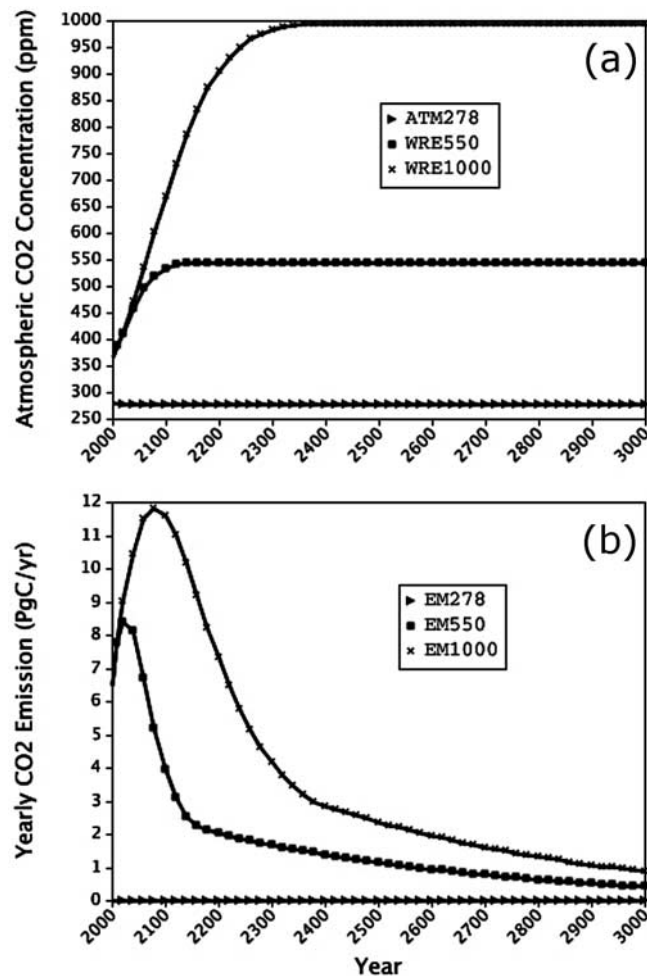 1000
950
900
850
800
750
700
650
600
550
500
450
400
350
300
250
Atmospheric CO2 Concentration (ppm)
(a)
ATM278
WRE550
WRE1000
2000 2100 2200 2300 2400 2500 2600 2700 2800 2900 3000
12
11
10
9
8
7
6
5
4
3
2
1
0
Yearly CO2 Emission (PgC/yr)
(b)
EM278
EM550
EM1000
2000 2100 2200 2300 2400 2500 2600 2700 2800 2900 3000
Year